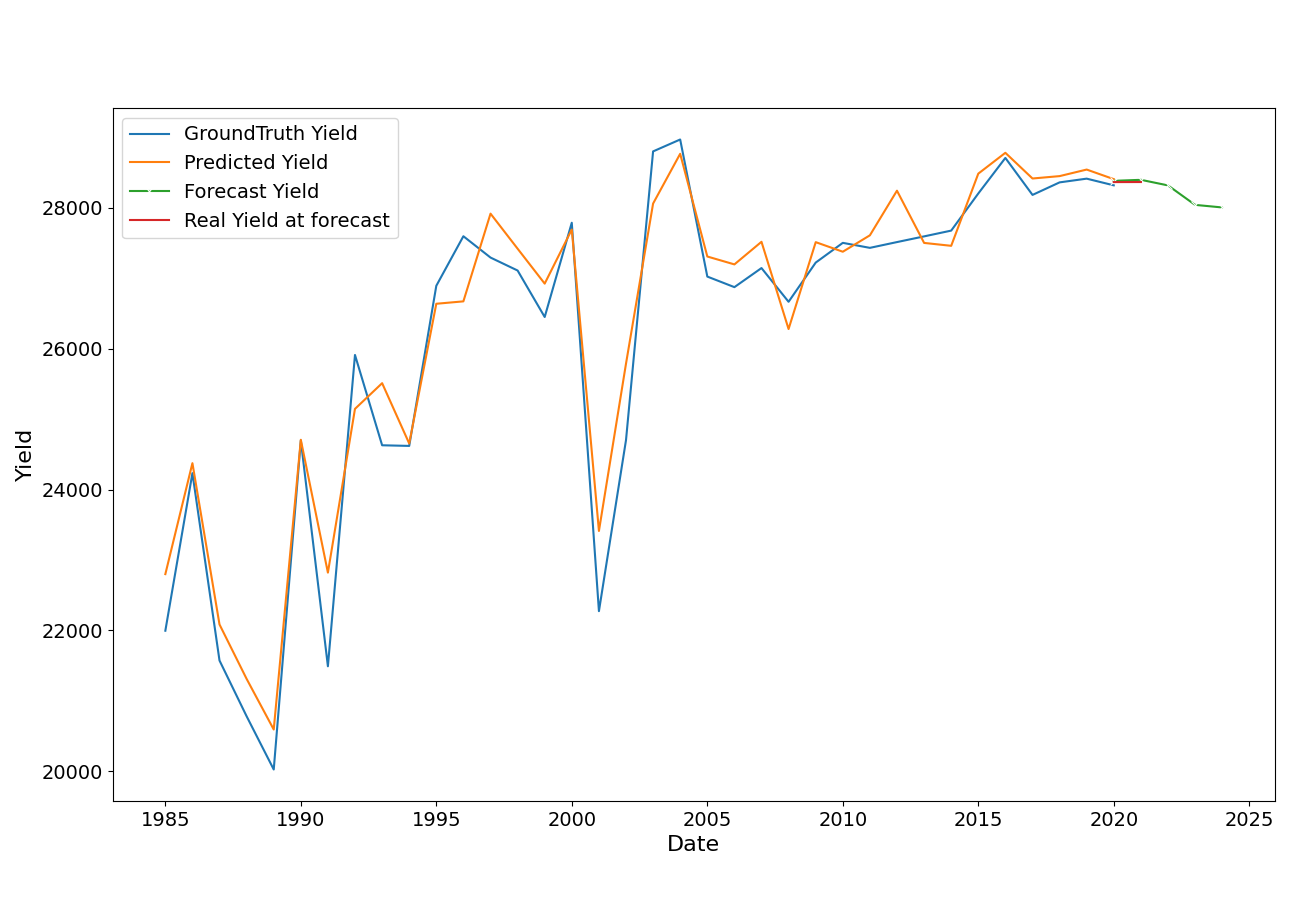 GroundTruth Yield
Predicted Yield
Forecast Yield
Real Yield at forecast
28000
26000
24000
22000
20000
Yield
1985 1990 1995 2000 2005 2010 2015 2020 2025
Date